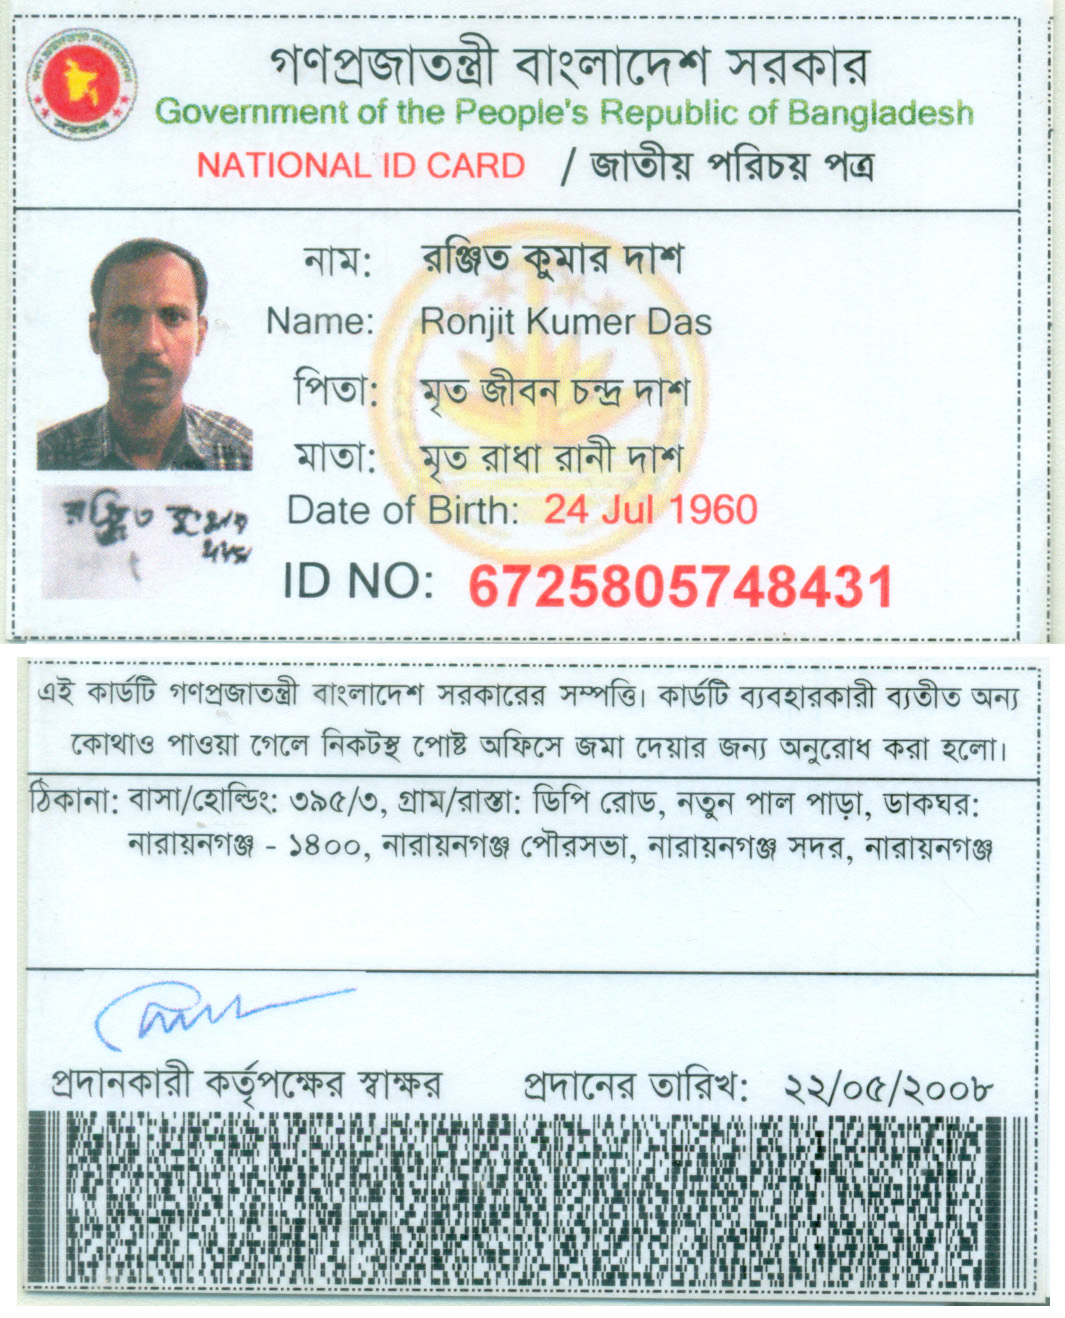 গণপ্রজাতন্ত্রী বাংলাদেশ সরকার
Government of the People's Republic of Bangladesh
NATIONAL ID CARD / জাতীয় পরিচয় পত্র
নাম: রঞ্জিত কুমার দাশ
Name: Ronjit Kumer Das
পিতা: মৃত জীবন চন্দ্র দাশ
মাতা: মৃত রাধা রানী দাশ
Date of Birth: 24 Jul 1960
রঞ্জিত কুমার
দাস
ID NO: 6725805748431
এই কার্ডটি গণপ্রজাতন্ত্রী বাংলাদেশ সরকারের সম্পত্তি। কার্ডটি ব্যবহারকারী ব্যতীত অন্য
কোথাও পাওয়া গেলে নিকটস্থ পোষ্ট অফিসে জমা দেয়ার জন্য অনুরোধ করা হলো।
ঠিকানা: বাসা/হোল্ডিং: ৩৯৫/৩, গ্রাম/রাস্তা: ডিপি রোড, নতুন পাল পাড়া, ডাকঘর:
নারায়নগঞ্জ - ১৪০০, নারায়নগঞ্জ পৌরসভা, নারায়নগঞ্জ সদর, নারায়নগঞ্জ
প্রদানকারী কর্তৃপক্ষের স্বাক্ষর প্রদানের তারিখ: ২২/০৫/২০০৮